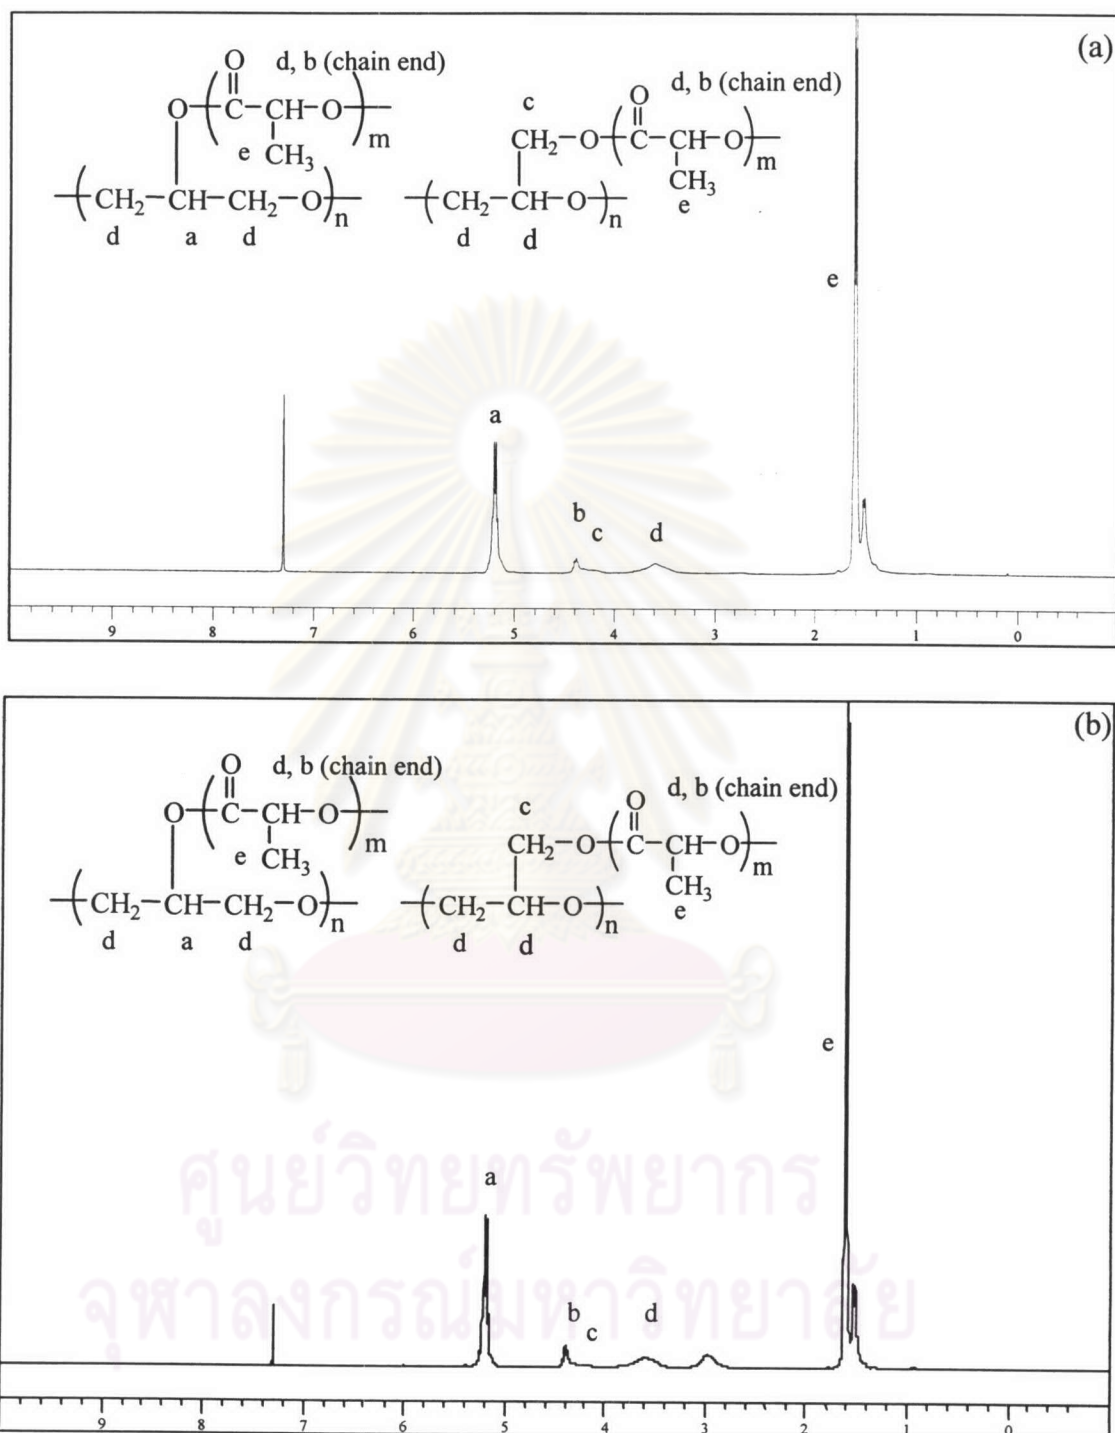 (a)
O d, b (chain end)
O C–CH–O m
e CH3
CH2–CH–CH2–O n
d a d
c
O d, b (chain end)
CH2–O C–CH–O m
CH3
e
CH2–CH–O n
d d
e
a
b
c
d
9 8 7 6 5 4 3 2 1 0
(b)
O d, b (chain end)
O C–CH–O m
e CH3
CH2–CH–CH2–O n
d a d
c
O d, b (chain end)
CH2–O C–CH–O m
CH3
e
CH2–CH–O n
d d
e
a
b
c
d
9 8 7 6 5 4 3 2 1 0
ศูนย์วิทยทรัพยากร
จุฬาลงกรณ์มหาวิทยาลัย